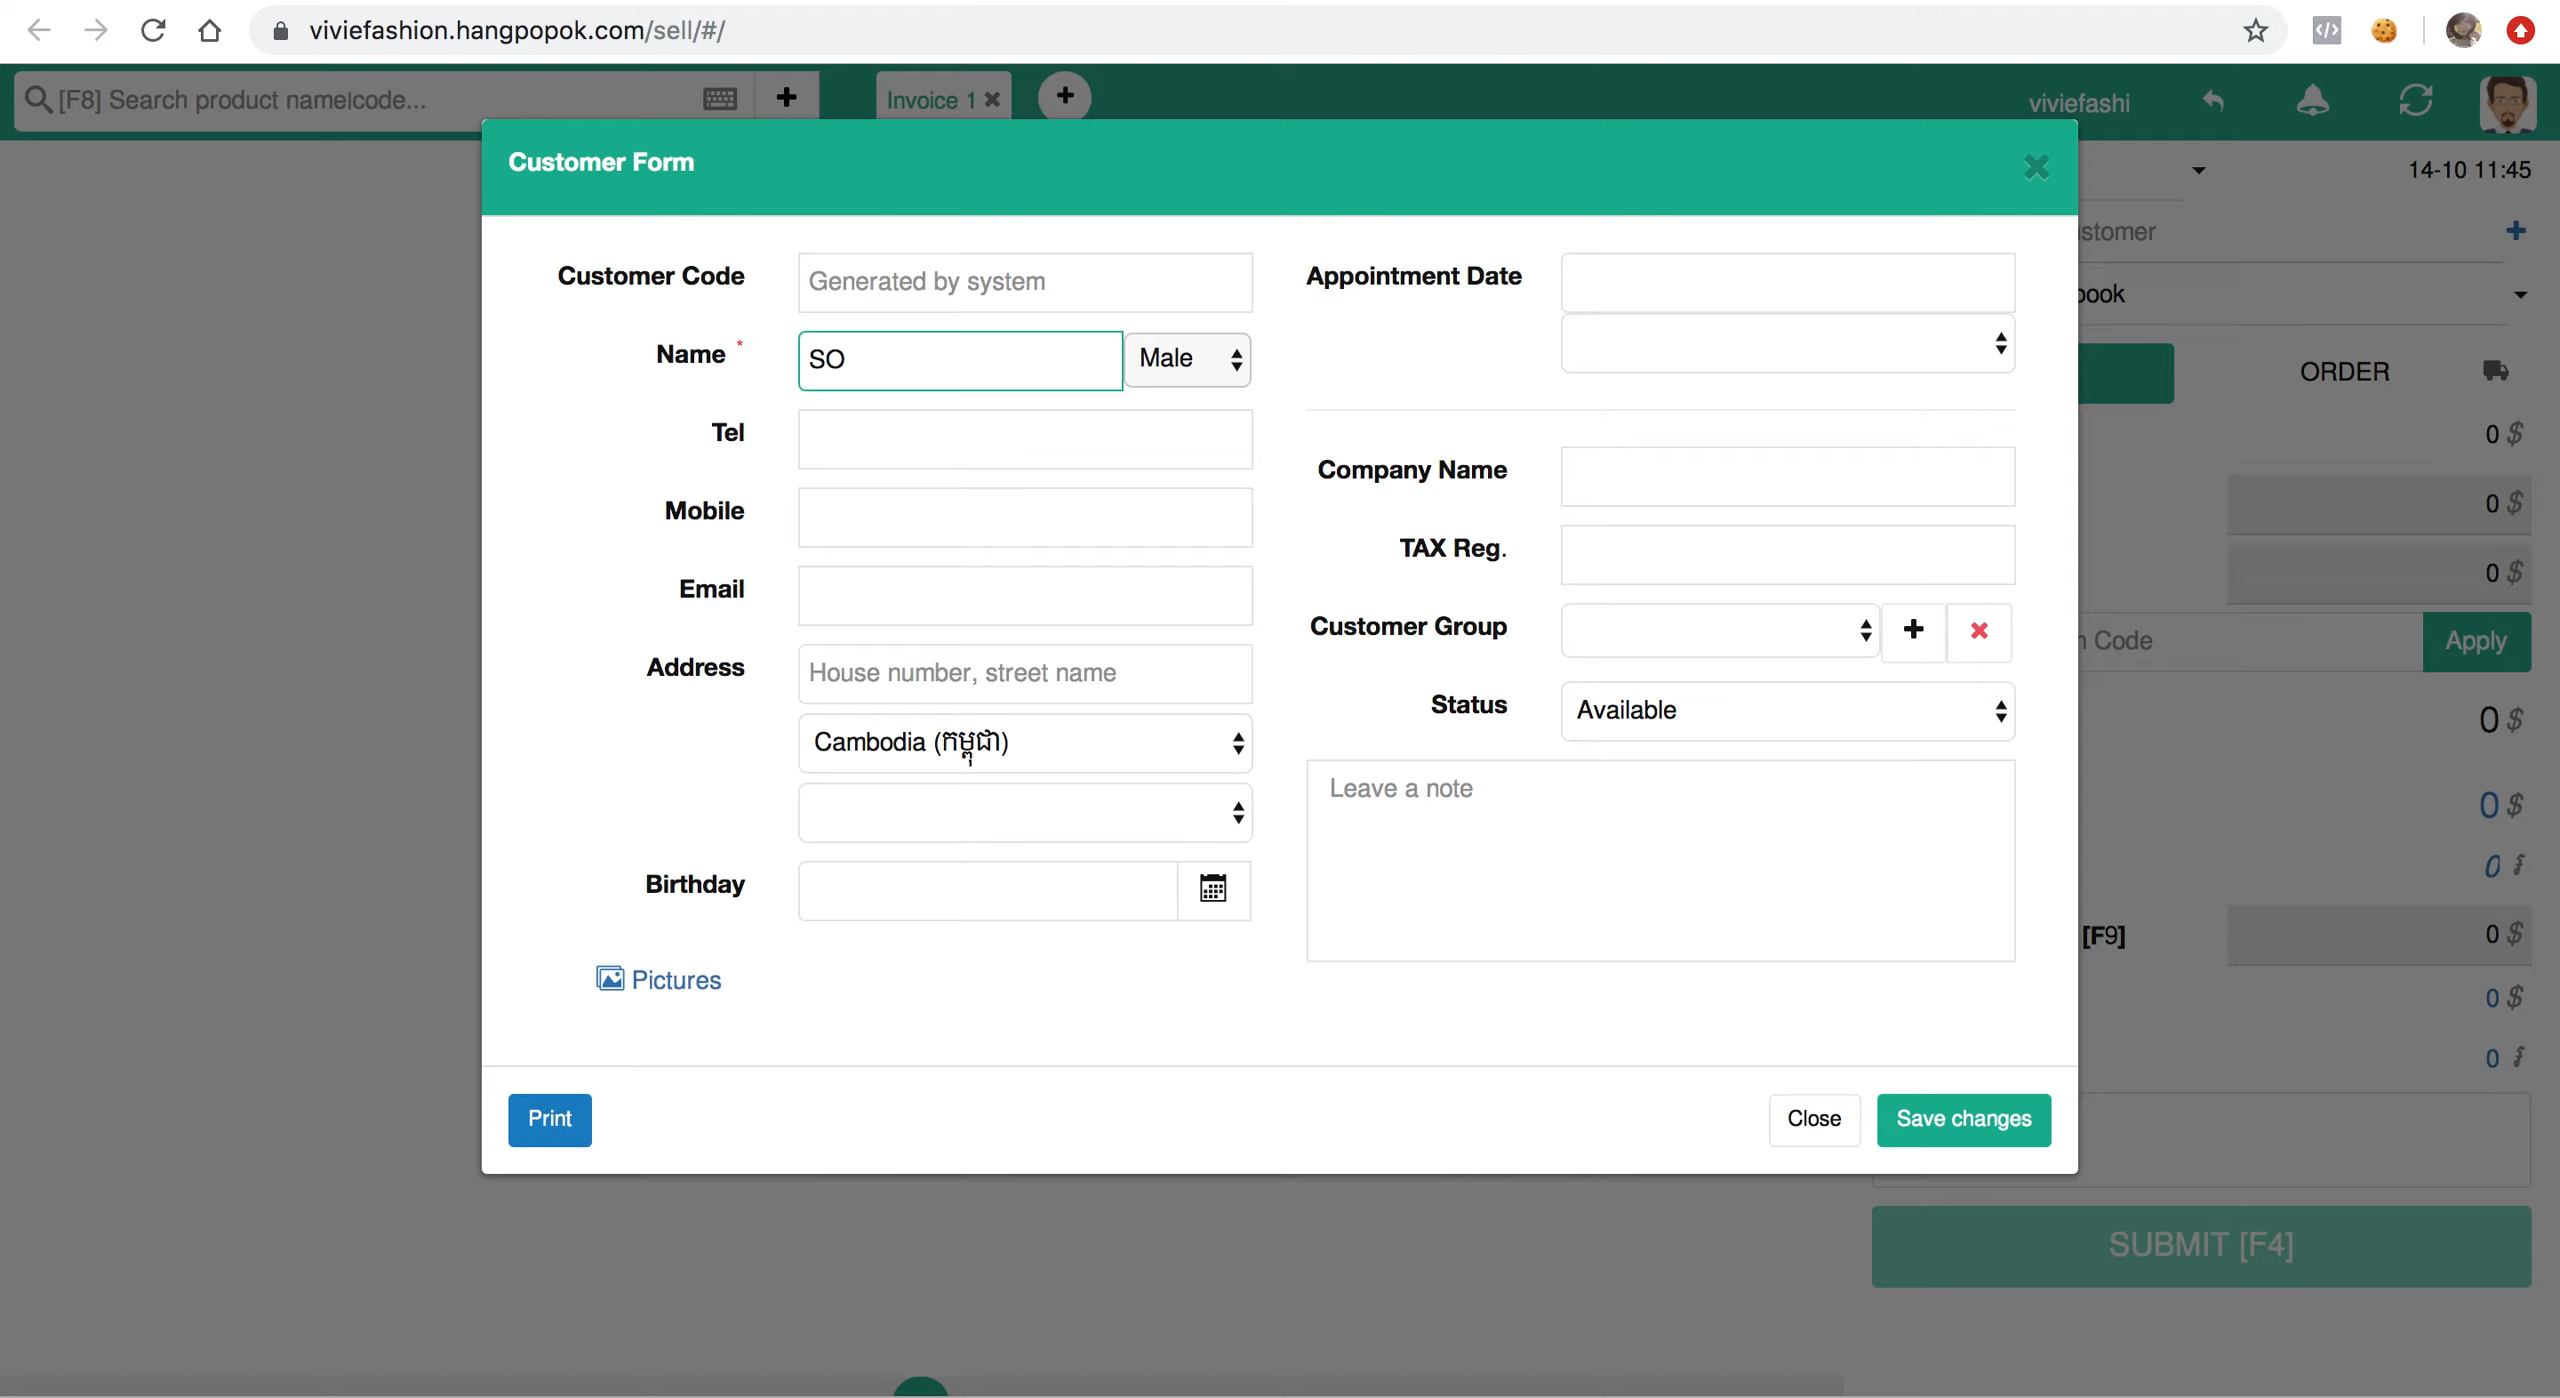 viviefashion.hangpopok.com/sell/#/
[F8] Search product name|code...
Invoice 1
viviefashi
Customer Form
14-10 11:45
Customer Code
Generated by system
Appointment Date
stomer
Name *
SO
Male
ook
ORDER
Tel
0 $
Company Name
Mobile
0 $
TAX Reg.
Email
0 $
Customer Group
Code
Apply
Address
House number, street name
Status
Available
0 $
Cambodia (កម្ពុជា)
Leave a note
0 $
0 ៛
Birthday
[F9]
0 $
Pictures
0 $
0 ៛
Print
Close
Save changes
SUBMIT [F4]